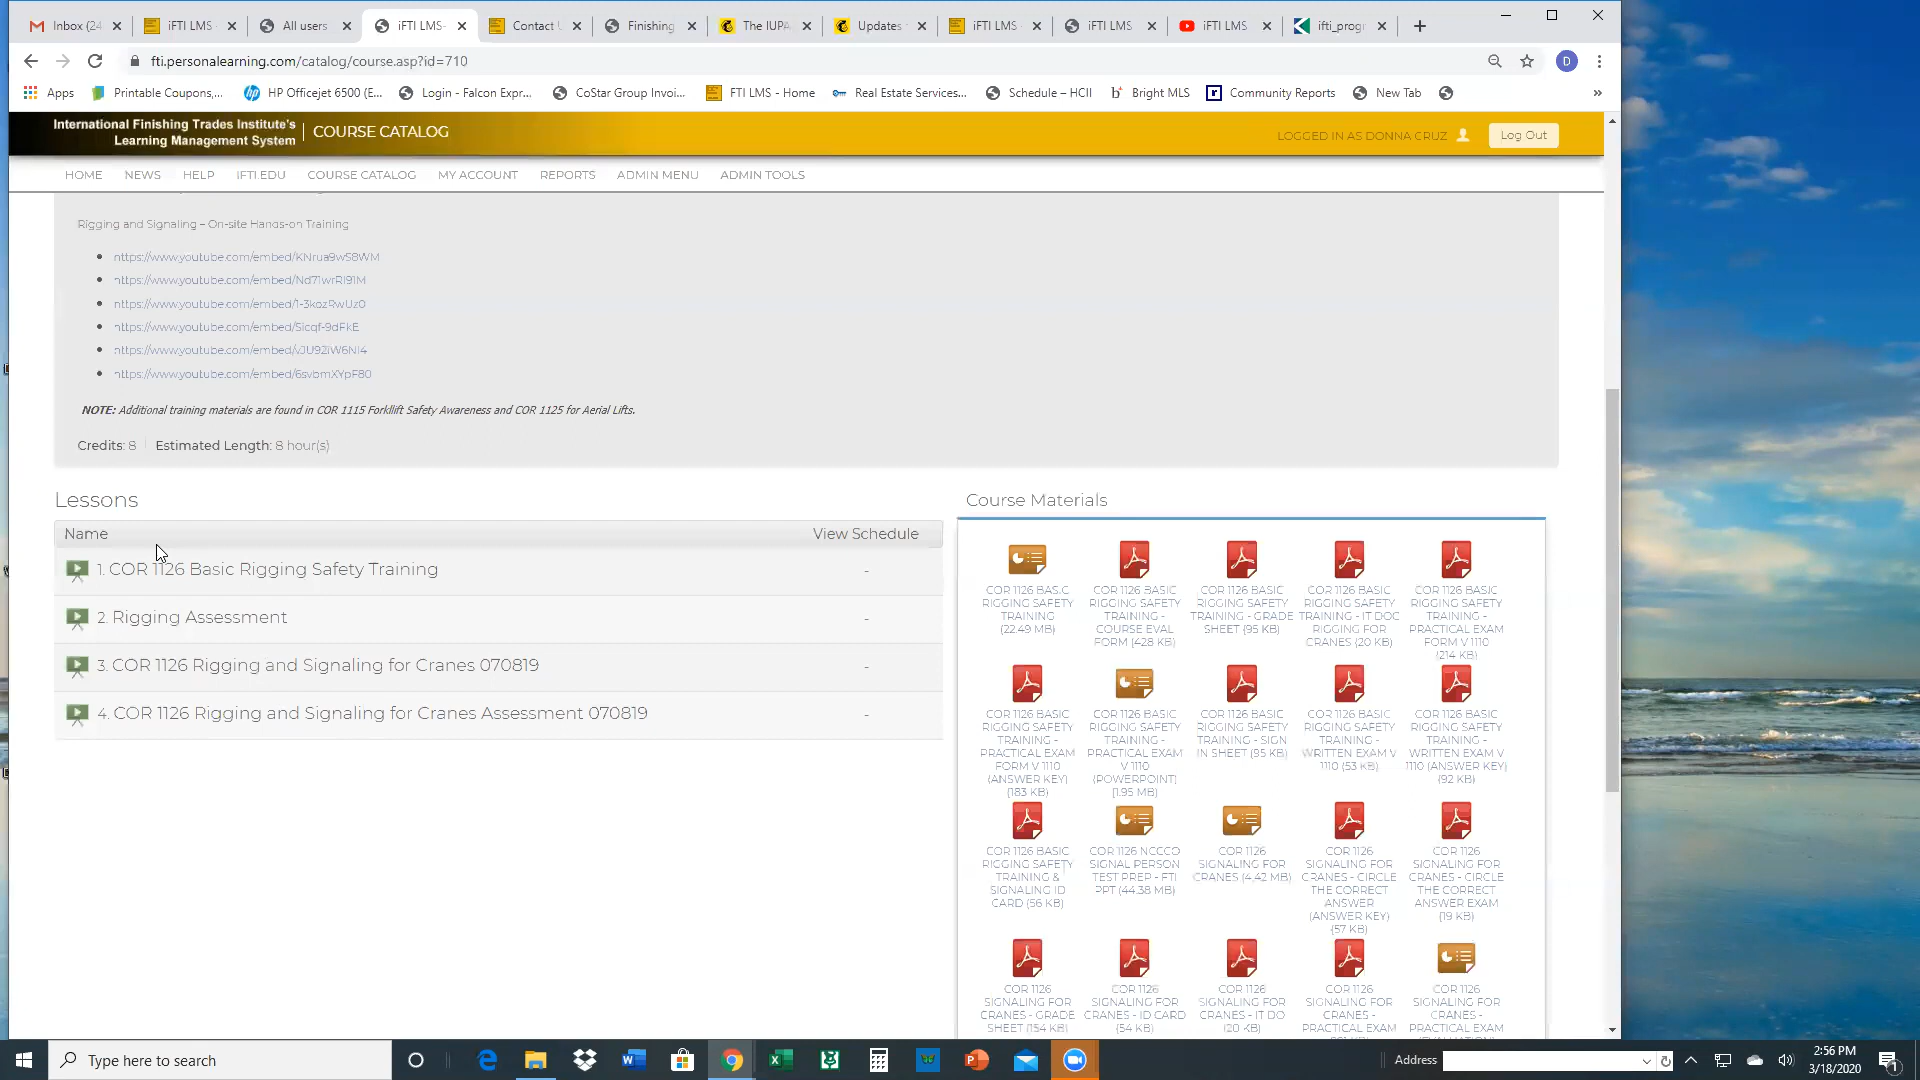 Inbox (24
iFTI LMS
All users
iFTI LMS-
Contact U
Finishing
The IUPA
Updates
iFTI LMS
iFTI LMS
iFTI LMS
ifti_progr
fti.personalearning.com/catalog/course.asp?id=710
D
Apps
Printable Coupons,...
HP Officejet 6500 (E...
Login - Falcon Expr...
CoStar Group Invoi...
FTI LMS - Home
Real Estate Services...
Schedule – HCII
Bright MLS
Community Reports
New Tab
International Finishing Trades Institute's
Learning Management System
COURSE CATALOG
LOGGED IN AS DONNA CRUZ
Log Out
HOME
NEWS
HELP
IFTI.EDU
COURSE CATALOG
MY ACCOUNT
REPORTS
ADMIN MENU
ADMIN TOOLS
Rigging and Signaling – On-site Hands-on Training
https://www.youtube.com/embed/KNrua9wS8WM
https://www.youtube.com/embed/Nd71wrRI91M
https://www.youtube.com/embed/1-3kozRwUz0
https://www.youtube.com/embed/Sicqf-9dFkE
https://www.youtube.com/embed/vJU92iW6NI4
https://www.youtube.com/embed/6svbmXYpF80
NOTE: Additional training materials are found in COR 1115 Forkllift Safety Awareness and COR 1125 for Aerial Lifts.
Credits: 8
Estimated Length: 8 hour(s)
Lessons
Name
View Schedule
1. COR 1126 Basic Rigging Safety Training
-
2. Rigging Assessment
-
3. COR 1126 Rigging and Signaling for Cranes 070819
-
4. COR 1126 Rigging and Signaling for Cranes Assessment 070819
-
Course Materials
COR 1126 BASIC
RIGGING SAFETY
TRAINING
(22.49 MB)
COR 1126 BASIC
RIGGING SAFETY
TRAINING -
COURSE EVAL
FORM (428 KB)
COR 1126 BASIC
RIGGING SAFETY
TRAINING - GRADE
SHEET (95 KB)
COR 1126 BASIC
RIGGING SAFETY
TRAINING - IT DOC
RIGGING FOR
CRANES (20 KB)
COR 1126 BASIC
RIGGING SAFETY
TRAINING -
PRACTICAL EXAM
FORM V 1110
(214 KB)
COR 1126 BASIC
RIGGING SAFETY
TRAINING -
PRACTICAL EXAM
FORM V 1110
(ANSWER KEY)
(183 KB)
COR 1126 BASIC
RIGGING SAFETY
TRAINING -
PRACTICAL EXAM
V 1110
(POWERPOINT)
(1.95 MB)
COR 1126 BASIC
RIGGING SAFETY
TRAINING - SIGN
IN SHEET (95 KB)
COR 1126 BASIC
RIGGING SAFETY
TRAINING -
WRITTEN EXAM V
1110 (53 KB)
COR 1126 BASIC
RIGGING SAFETY
TRAINING -
WRITTEN EXAM V
1110 (ANSWER KEY)
(92 KB)
COR 1126 BASIC
RIGGING SAFETY
TRAINING &
SIGNALING ID
CARD (56 KB)
COR 1126 NCCCO
SIGNAL PERSON
TEST PREP - FTI
PPT (44.38 MB)
COR 1126
SIGNALING FOR
CRANES (4.42 MB)
COR 1126
SIGNALING FOR
CRANES - CIRCLE
THE CORRECT
ANSWER
(ANSWER KEY)
(57 KB)
COR 1126
SIGNALING FOR
CRANES - CIRCLE
THE CORRECT
ANSWER EXAM
(19 KB)
COR 1126
SIGNALING FOR
CRANES - GRADE
SHEET (154 KB)
COR 1126
SIGNALING FOR
CRANES - ID CARD
(54 KB)
COR 1126
SIGNALING FOR
CRANES - IT DO
(20 KB)
COR 1126
SIGNALING FOR
CRANES -
PRACTICAL EXAM
COR 1126
SIGNALING FOR
CRANES -
PRACTICAL EXAM
Type here to search
Address
2:56 PM
3/18/2020
1